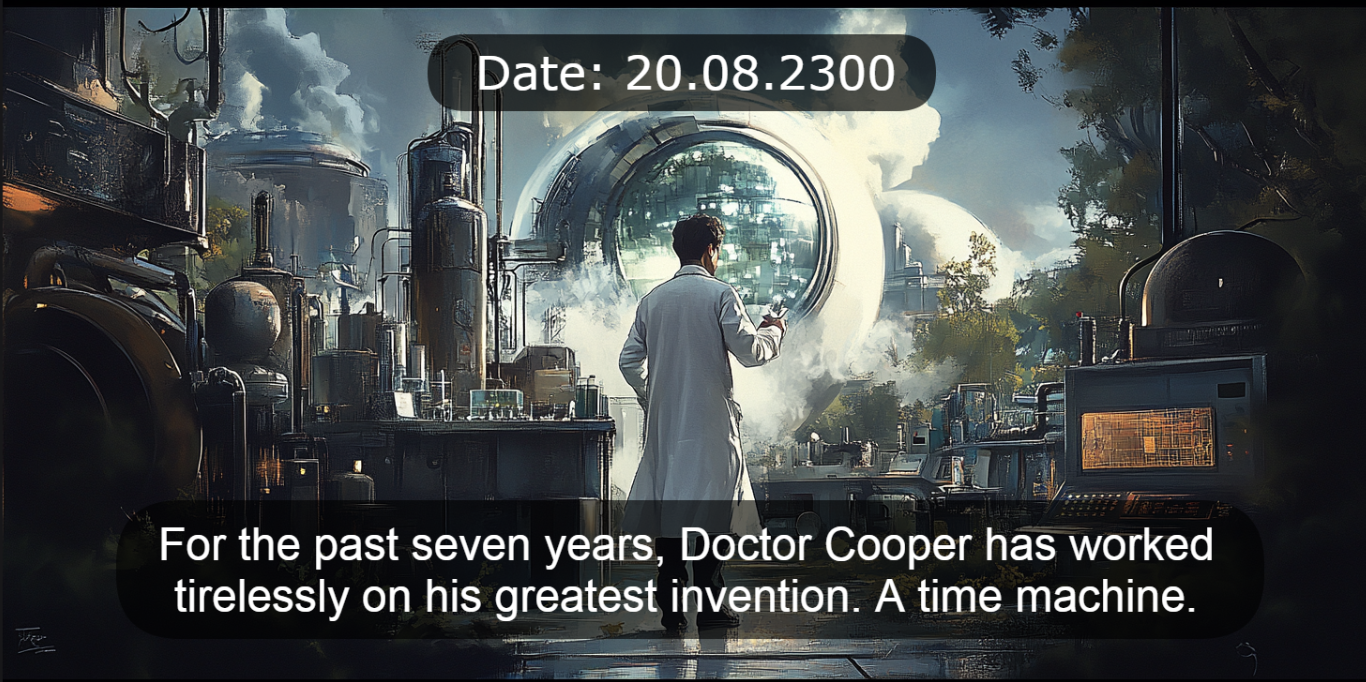 Date: 20.08.2300
For the past seven years, Doctor Cooper has worked
tirelessly on his greatest invention. A time machine.